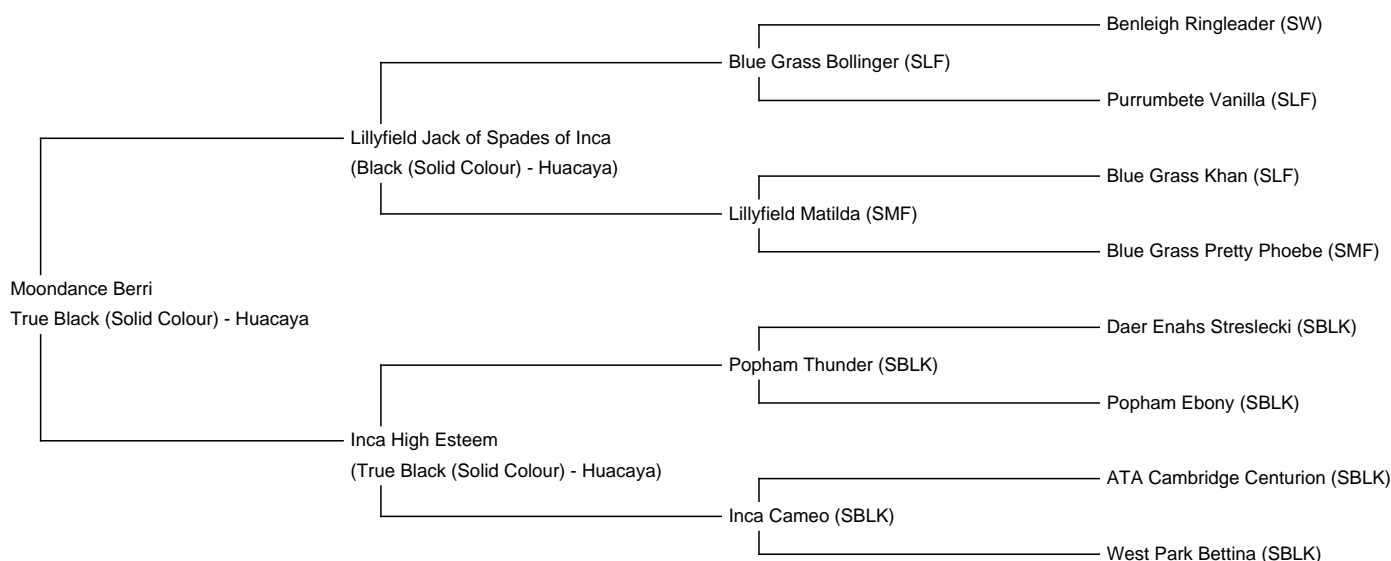 Benleigh Ringleader (SW)
Blue Grass Bollinger (SLF)
Purrumbete Vanilla (SLF)
Lillyfield Jack of Spades of Inca
(Black (Solid Colour) - Huacaya)
Blue Grass Khan (SLF)
Lillyfield Matilda (SMF)
Blue Grass Pretty Phoebe (SMF)
Moondance Berri
True Black (Solid Colour) - Huacaya
Daer Enahs Streslecki (SBLK)
Popham Thunder (SBLK)
Popham Ebony (SBLK)
Inca High Esteem
(True Black (Solid Colour) - Huacaya)
ATA Cambridge Centurion (SBLK)
Inca Cameo (SBLK)
West Park Bettina (SBLK)